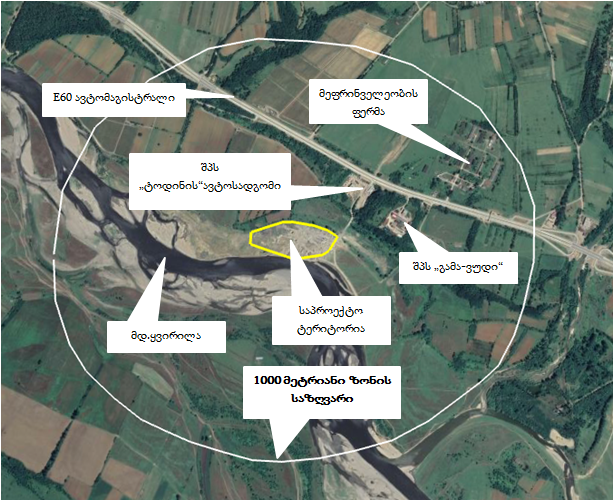 E60 ავტომაგისტრალი
მეფრინველეობის
ფერმა
შპს
„ტოდინის“ ავტოსადგომი
შპს „გამა-ვუდი“
საპროექტო
ტერიტორია
მდ.ყვირილა
1000 მეტრიანი ზონის
საზღვარი